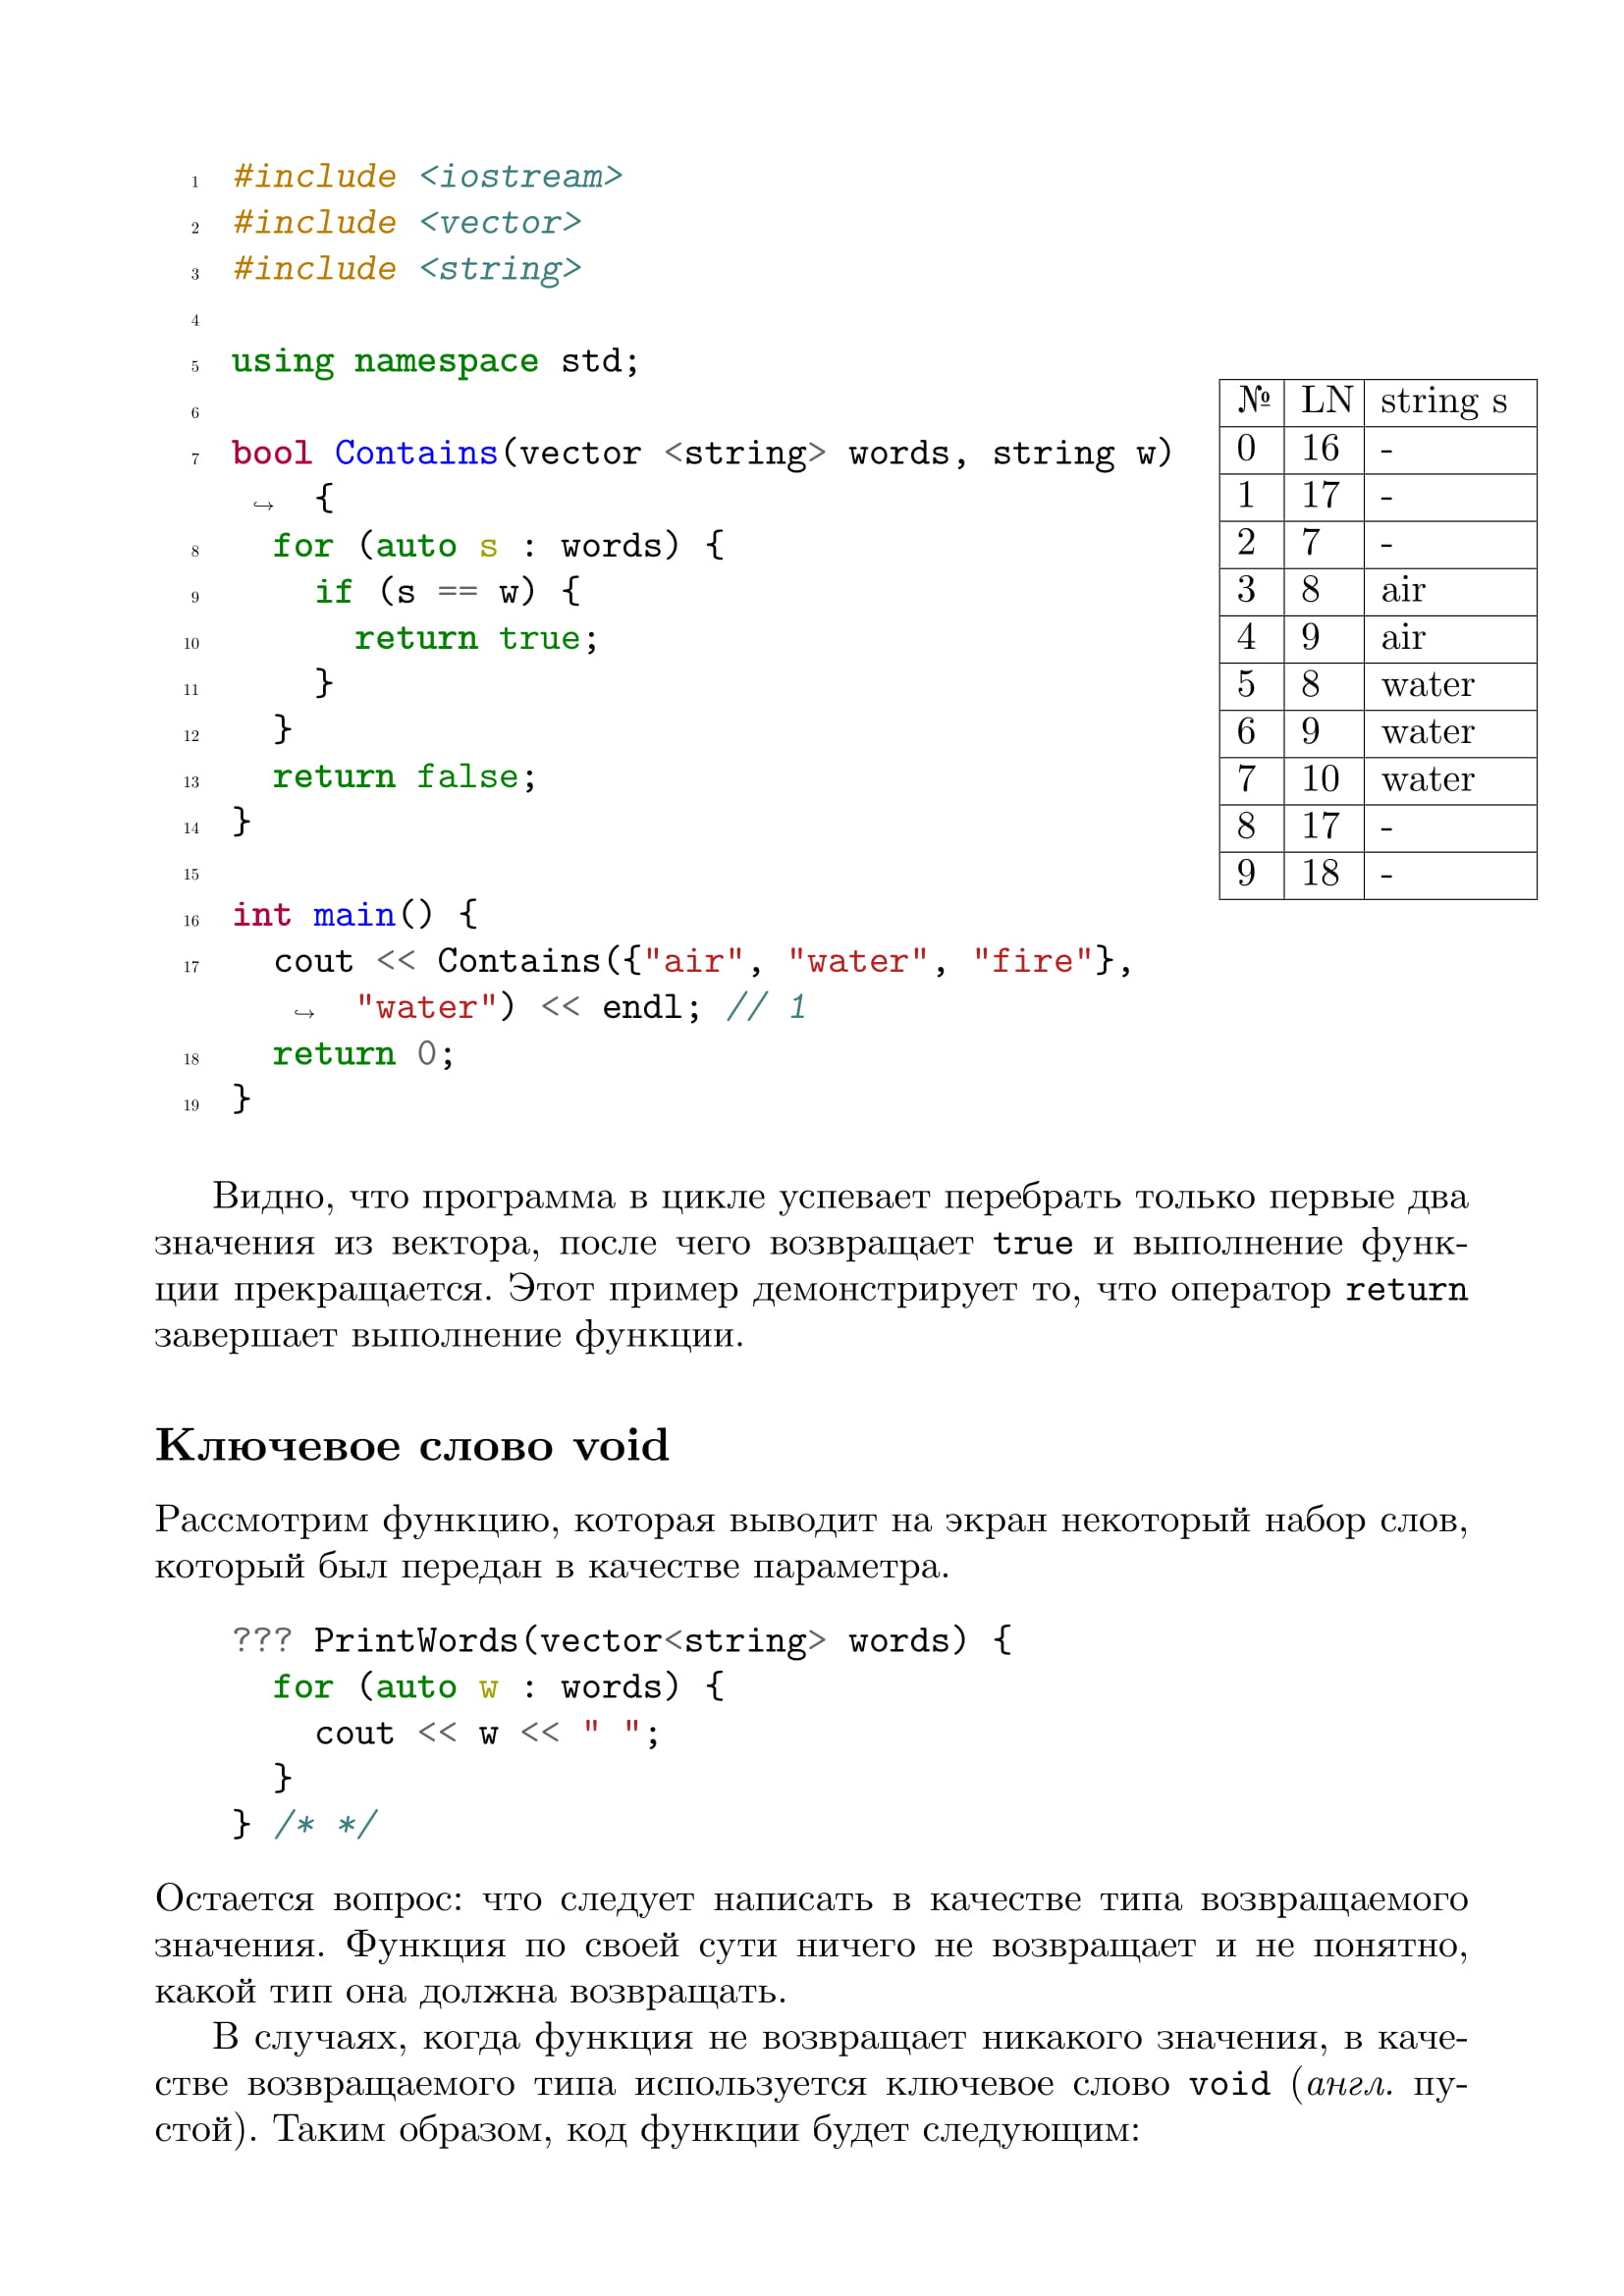 1 #include <iostream>
2 #include <vector>
3 #include <string>
4
5 using namespace std;
6
7 bool Contains(vector <string> words, string w)
↪ {
8 for (auto s : words) {
9 if (s == w) {
10 return true;
11 }
12 }
13 return false;
14 }
15
16 int main() {
17 cout << Contains({"air", "water", "fire"},
↪ "water") << endl; // 1
18 return 0;
19 }
№ LN string s
0 16 -
1 17 -
2 7 -
3 8 air
4 9 air
5 8 water
6 9 water
7 10 water
8 17 -
9 18 -
Видно, что программа в цикле успевает перебрать только первые два
значения из вектора, после чего возвращает true и выполнение функ-
ции прекращается. Этот пример демонстрирует то, что оператор return
завершает выполнение функции.
Ключевое слово void
Рассмотрим функцию, которая выводит на экран некоторый набор слов,
который был передан в качестве параметра.
??? PrintWords(vector<string> words) {
for (auto w : words) {
cout << w << " ";
}
} /* */
Остается вопрос: что следует написать в качестве типа возвращаемого
значения. Функция по своей сути ничего не возвращает и не понятно,
какой тип она должна возвращать.
В случаях, когда функция не возвращает никакого значения, в каче-
стве возвращаемого типа используется ключевое слово void (англ. пу-
стой). Таким образом, код функции будет следующим: